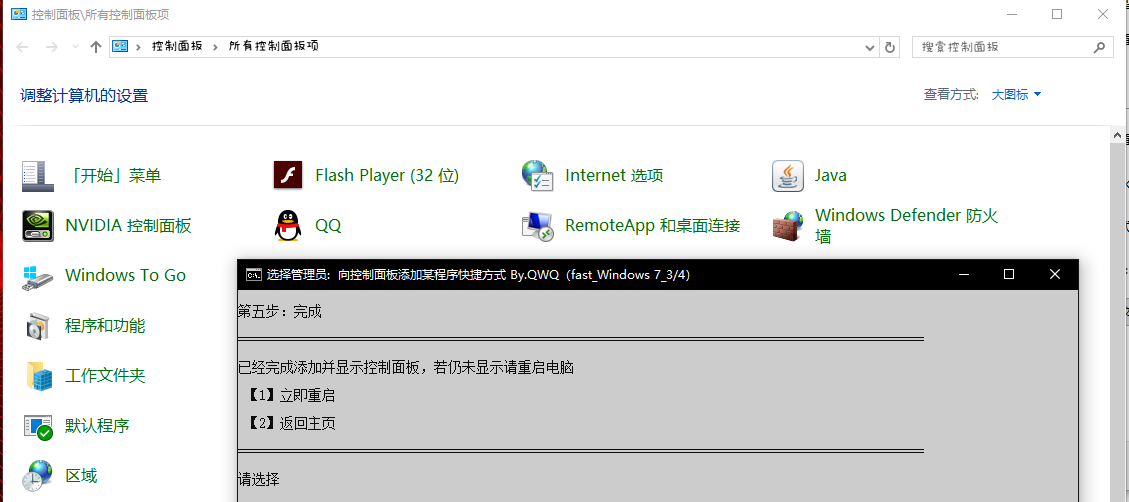 控制面板\所有控制面板项
控制面板 › 所有控制面板项
搜索控制面板
调整计算机的设置
查看方式: 大图标
「开始」菜单
Flash Player (32 位)
Internet 选项
Java
NVIDIA 控制面板
QQ
RemoteApp 和桌面连接
Windows Defender 防火
墙
Windows To Go
程序和功能
工作文件夹
默认程序
区域
选择管理员: 向控制面板添加某程序快捷方式 By.QWQ (fast_Windows 7_3/4)
第五步：完成
已经完成添加并显示控制面板，若仍未显示请重启电脑
【1】立即重启
【2】返回主页
请选择